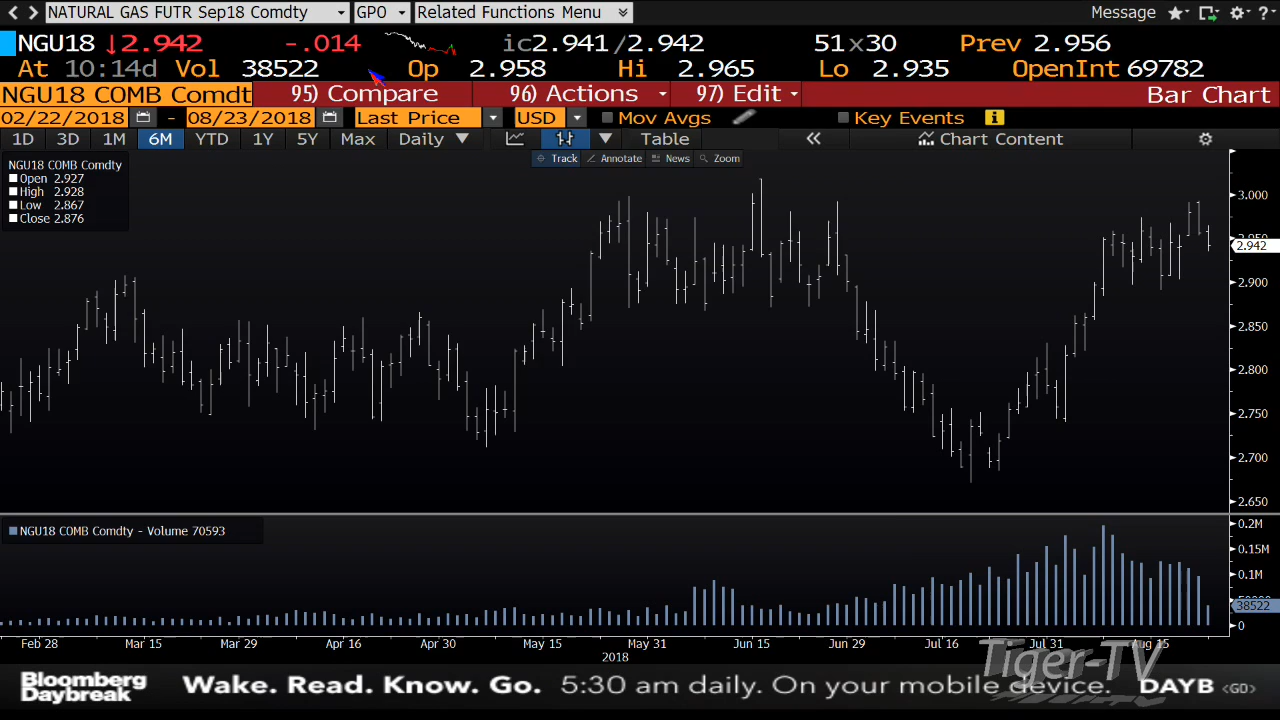 NATURAL GAS FUTR Sep18 Comdty GPO Related Functions Menu Message ?
NGU18 ↓2.942 -.014 ic2.941/2.942 51x30 Prev 2.956
At 10:14d Vol 38522 Op 2.958 Hi 2.965 Lo 2.935 OpenInt 69782
NGU18 COMB Comdt 95) Compare 96) Actions 97) Edit Bar Chart
02/22/2018 - 08/23/2018 Last Price USD Mov Avgs Key Events i
1D 3D 1M 6M YTD 1Y 5Y Max Daily ▼ Table « Chart Content
Track Annotate News Zoom
NGU18 COMB Comdty
Open 2.927
High 2.928
Low 2.867
Close 2.876
3.000
2.942
2.900
2.850
2.800
2.750
2.700
2.650
NGU18 COMB Comdty - Volume 70593
0.2M
0.15M
0.1M
38522
0
Feb 28 Mar 15 Mar 29 Apr 16 Apr 30 May 15 May 31 Jun 15 Jun 29 Jul 16 Jul 31 Aug 15
2018
Tiger-TV
Bloomberg
Daybreak
Wake. Read. Know. Go. 5:30 am daily. On your mobile device. DAYB <GO>